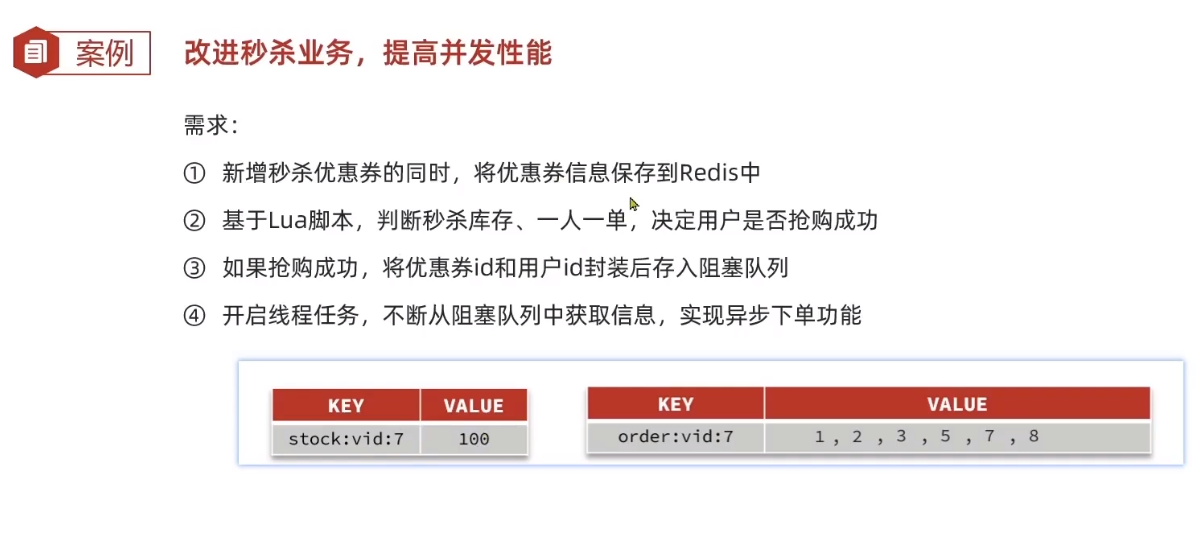 案例
改进秒杀业务，提高并发性能
需求：
① 新增秒杀优惠券的同时，将优惠券信息保存到Redis中
② 基于Lua脚本，判断秒杀库存、一人一单，决定用户是否抢购成功
③ 如果抢购成功，将优惠券id和用户id封装后存入阻塞队列
④ 开启线程任务，不断从阻塞队列中获取信息，实现异步下单功能
KEY VALUE
stock:vid:7 100
KEY VALUE
order:vid:7 1 , 2 , 3 , 5 , 7 , 8